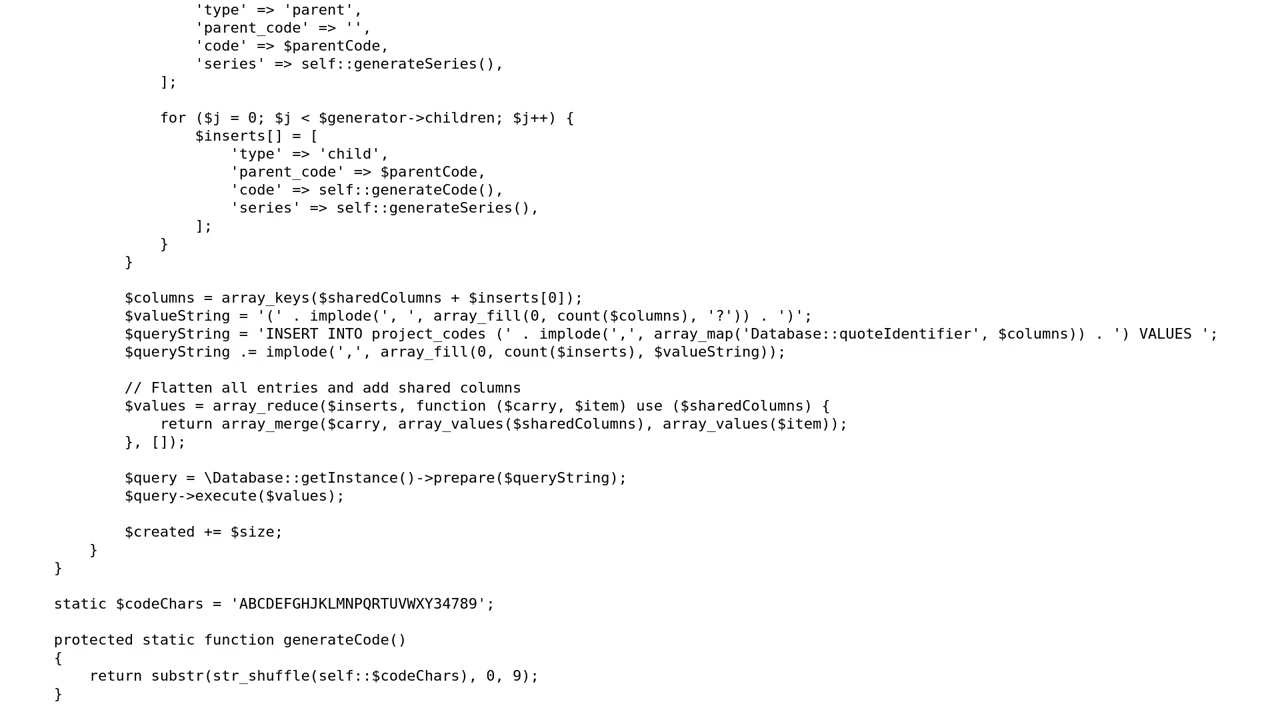 'type' => 'parent',
                'parent_code' => '',
                'code' => $parentCode,
                'series' => self::generateSeries(),
            ];

            for ($j = 0; $j < $generator->children; $j++) {
                $inserts[] = [
                    'type' => 'child',
                    'parent_code' => $parentCode,
                    'code' => self::generateCode(),
                    'series' => self::generateSeries(),
                ];
            }
        }

        $columns = array_keys($sharedColumns + $inserts[0]);
        $valueString = '(' . implode(', ', array_fill(0, count($columns), '?')) . ')';
        $queryString = 'INSERT INTO project_codes (' . implode(',', array_map('Database::quoteIdentifier', $columns)) . ') VALUES ';
        $queryString .= implode(',', array_fill(0, count($inserts), $valueString));

        // Flatten all entries and add shared columns
        $values = array_reduce($inserts, function ($carry, $item) use ($sharedColumns) {
            return array_merge($carry, array_values($sharedColumns), array_values($item));
        }, []);

        $query = \Database::getInstance()->prepare($queryString);
        $query->execute($values);

        $created += $size;
    }
}

static $codeChars = 'ABCDEFGHJKLMNPQRTUVWXY34789';

protected static function generateCode()
{
    return substr(str_shuffle(self::$codeChars), 0, 9);
}